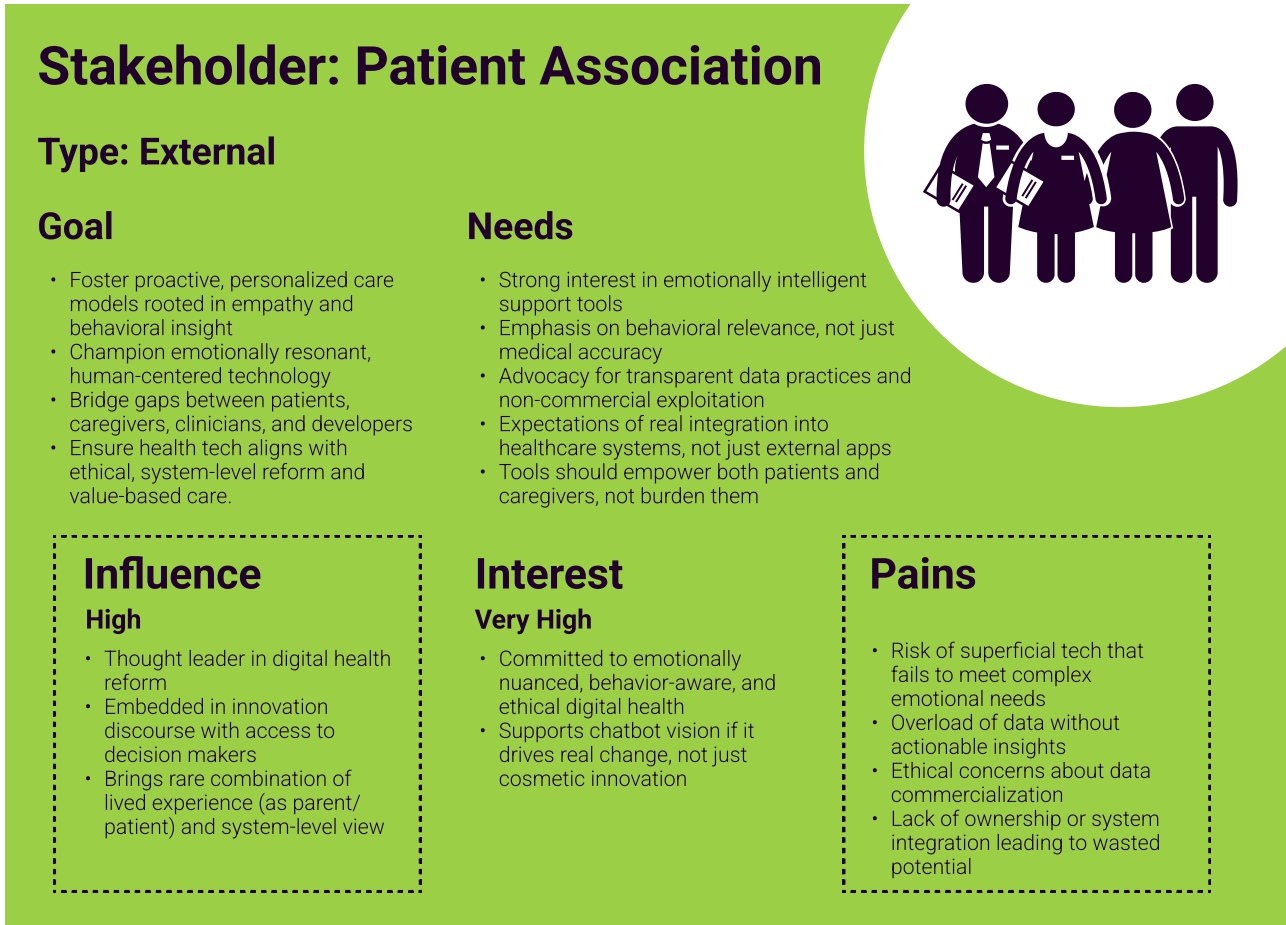 Stakeholder: Patient Association
Type: External
Goal
• Foster proactive, personalized care
models rooted in empathy and
behavioral insight
• Champion emotionally resonant,
human-centered technology
• Bridge gaps between patients,
caregivers, clinicians, and developers
• Ensure health tech aligns with
ethical, system-level reform and
value-based care.
Needs
• Strong interest in emotionally intelligent
support tools
• Emphasis on behavioral relevance, not just
medical accuracy
• Advocacy for transparent data practices and
non-commercial exploitation
• Expectations of real integration into
healthcare systems, not just external apps
• Tools should empower both patients and
caregivers, not burden them
Influence
High
• Thought leader in digital health
reform
• Embedded in innovation
discourse with access to
decision makers
• Brings rare combination of
lived experience (as parent/
patient) and system-level view
Interest
Very High
• Committed to emotionally
nuanced, behavior-aware, and
ethical digital health
• Supports chatbot vision if it
drives real change, not just
cosmetic innovation
Pains
• Risk of superficial tech that
fails to meet complex
emotional needs
• Overload of data without
actionable insights
• Ethical concerns about data
commercialization
• Lack of ownership or system
integration leading to wasted
potential